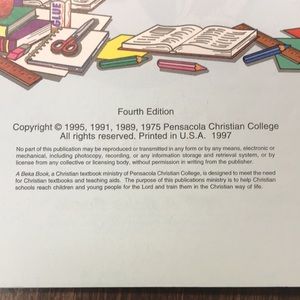 GLUE
Fourth Edition
Copyright © 1995, 1991, 1989, 1975 Pensacola Christian College
All rights reserved. Printed in U.S.A. 1997
No part of this publication may be reproduced or transmitted in any form or by any means, electronic or
mechanical, including photocopy, recording, or any information storage and retrieval system, or by
license from any collective or licensing body, without permission in writing from the publisher.
A Beka Book, a Christian textbook ministry of Pensacola Christian College, is designed to meet the need
for Christian textbooks and teaching aids. The purpose of this publications ministry is to help Christian
schools reach children and young people for the Lord and train them in the Christian way of life.